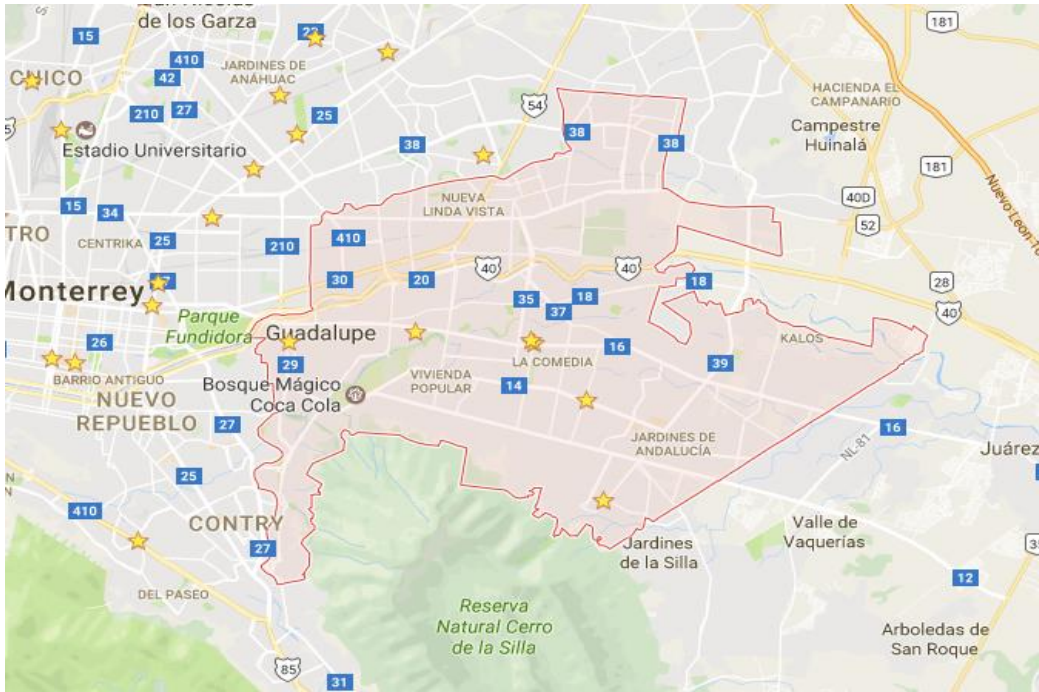 de los Garza
15
22
181
CHICO
410
42
JARDINES DE
ANÁHUAC
210
27
25
54
HACIENDA EL
CAMPANARIO
Campestre
Huinalá
Estadio Universitario
38
38
38
181
15
34
NUEVA
LINDA VISTA
40D
52
TRO
CENTRIKA
25
210
410
Monterrey
30
20
40
40
18
28
40
Parque
Fundidora
35
18
37
Guadalupe
26
29
LA COMEDIA
16
KALOS
39
BARRIO ANTIGUO
Bosque Mágico
Coca Cola
VIVIENDA
POPULAR
14
NUEVO
REPUEBLO
27
JARDINES DE
ANDALUCÍA
NL-81
16
Juárez
25
410
CONTRY
27
Jardines
de la Silla
Valle de
Vaquerías
12
DEL PASEO
Reserva
Natural Cerro
de la Silla
Arboledas de
San Roque
85
31